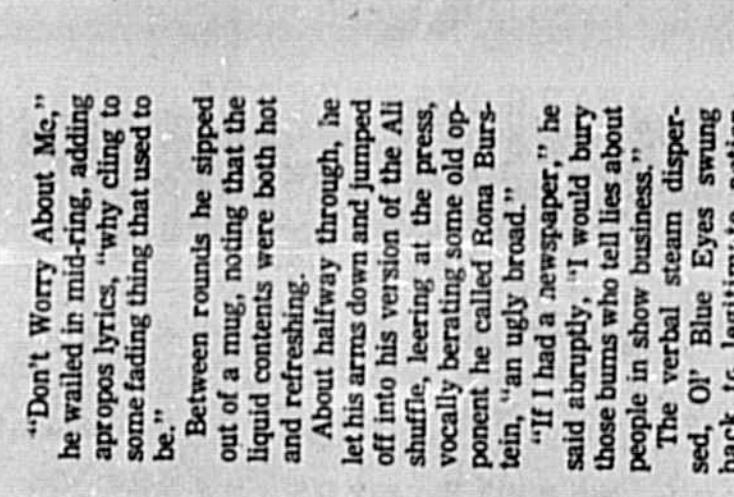 "Don't Worry About Me,"
he wailed in mid-ring, adding
apropos lyrics, "why cling to
some fading thing that used to
be."
Between rounds he sipped
out of a mug, noting that the
liquid contents were both hot
and refreshing.
About halfway through, he
let his arms down and jumped
off into his version of the Ali
shuffle, leering at the press,
vocally berating some old op-
ponent he called Rona Burs-
tein, "an ugly broad."
"If I had a newspaper," he
said abruptly, "I would bury
those bums who tell lies about
people in show business."
The verbal steam disper-
sed, Ol' Blue Eyes swung
back